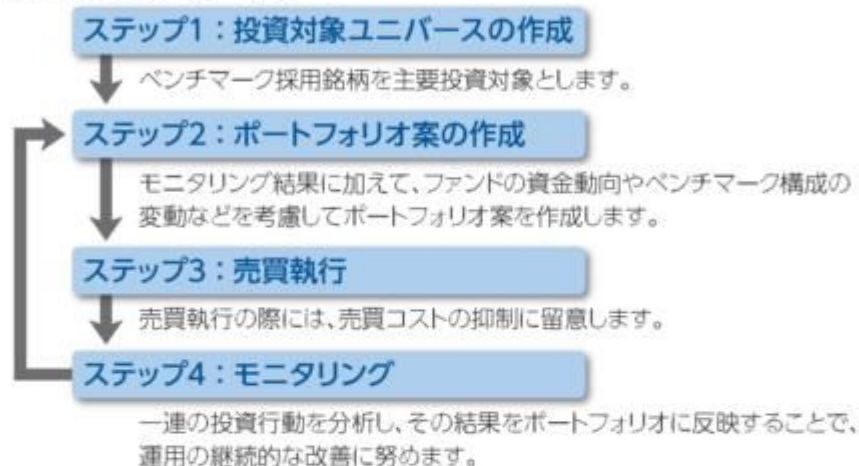 ステップ1：投資対象ユニバースの作成
ベンチマーク採用銘柄を主要投資対象とします。
ステップ2：ポートフォリオ案の作成
モニタリング結果に加えて、ファンドの資金動向やベンチマーク構成の
変動などを考慮してポートフォリオ案を作成します。
ステップ3：売買執行
売買執行の際には、売買コストの抑制に留意します。
ステップ4：モニタリング
一連の投資行動を分析し、その結果をポートフォリオに反映することで、
運用の継続的な改善に努めます。